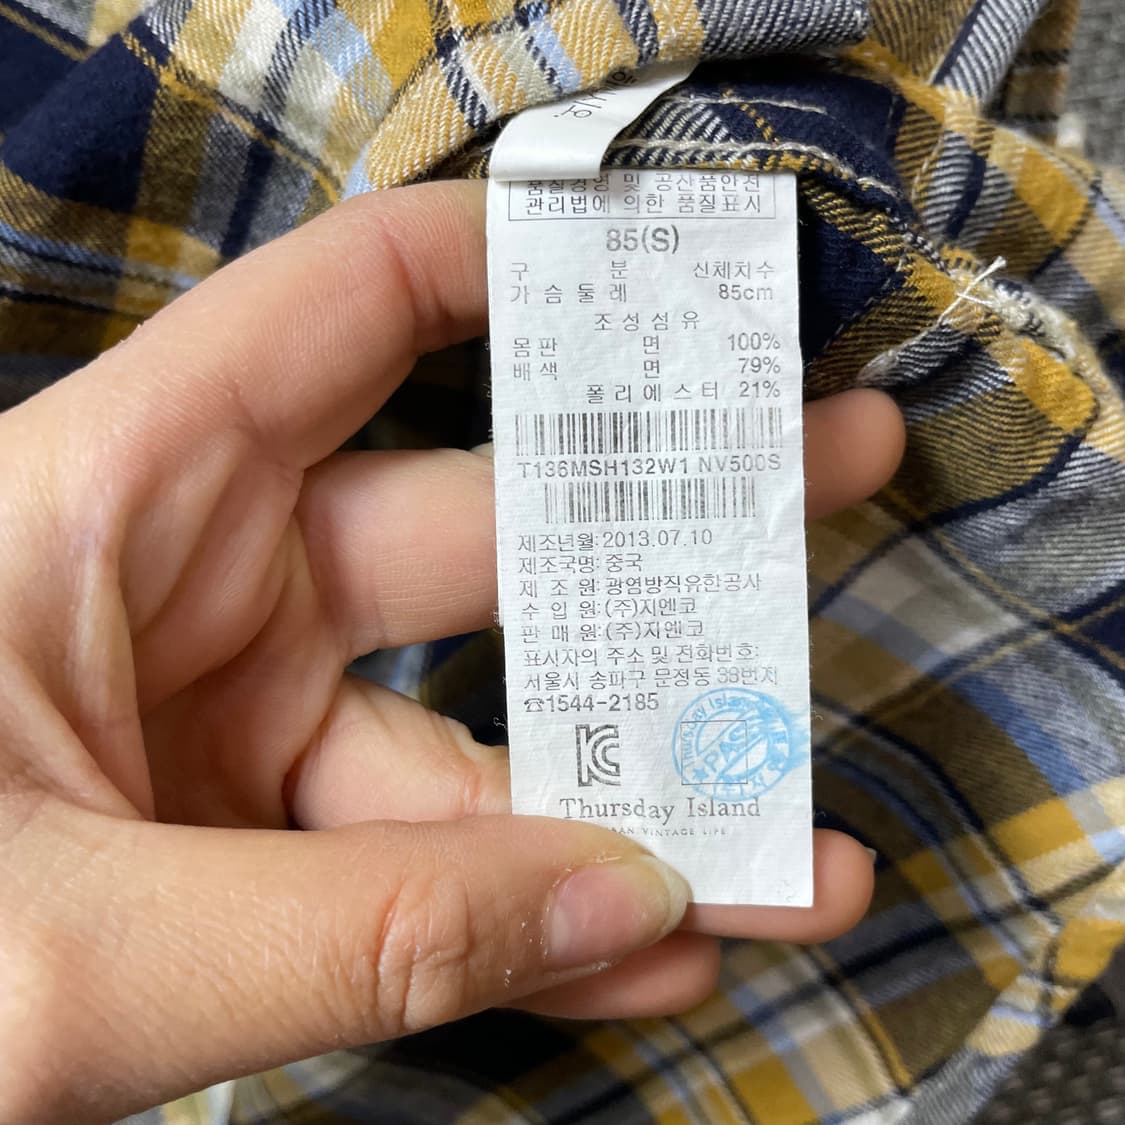 품질경영 및 공산품안전
관리법에 의한 품질표시
85(S)
구 분 신체치수
가슴둘레 85cm
조성섬유
몸판 면 100%
배색 면 79%
폴리에스터 21%
T136MSH132W1 NV500S
제조년월:2013.07.10
제조국명:중국
제조원:광염방직유한공사
수입원:(주)지엔코
판매원:(주)지엔코
표시자의 주소 및 전화번호:
서울시 송파구 문정동 38번지
☎1544-2185
KC
Thursday Island
VINTAGE LIFE